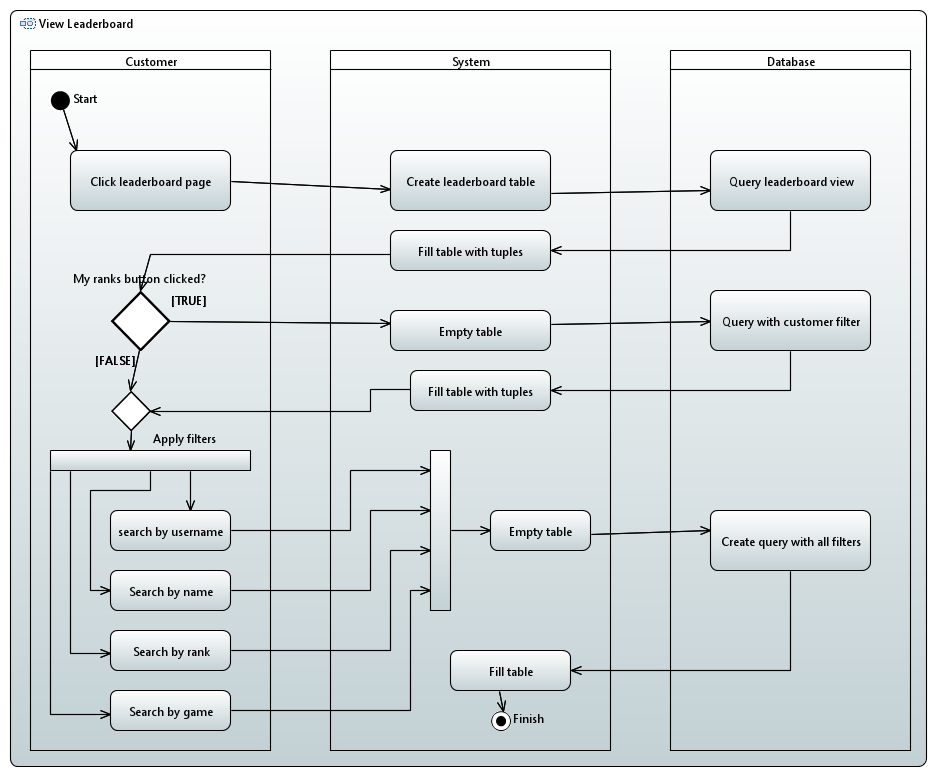 View Leaderboard
Customer
System
Database
Start
Click leaderboard page
Create leaderboard table
Query leaderboard view
Fill table with tuples
My ranks button clicked?
[TRUE]
Empty table
Query with customer filter
[FALSE]
Fill table with tuples
Apply filters
search by username
Empty table
Create query with all filters
Search by name
Search by rank
Fill table
Search by game
Finish